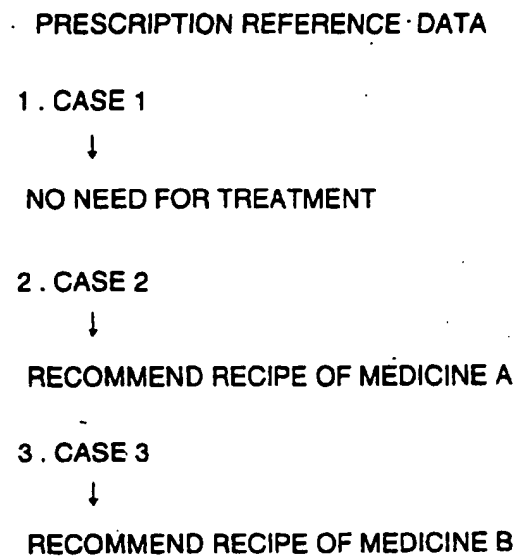 PRESCRIPTION REFERENCE DATA
1 . CASE 1
↓
NO NEED FOR TREATMENT
2 . CASE 2
↓
RECOMMEND RECIPE OF MEDICINE A
3 . CASE 3
↓
RECOMMEND RECIPE OF MEDICINE B